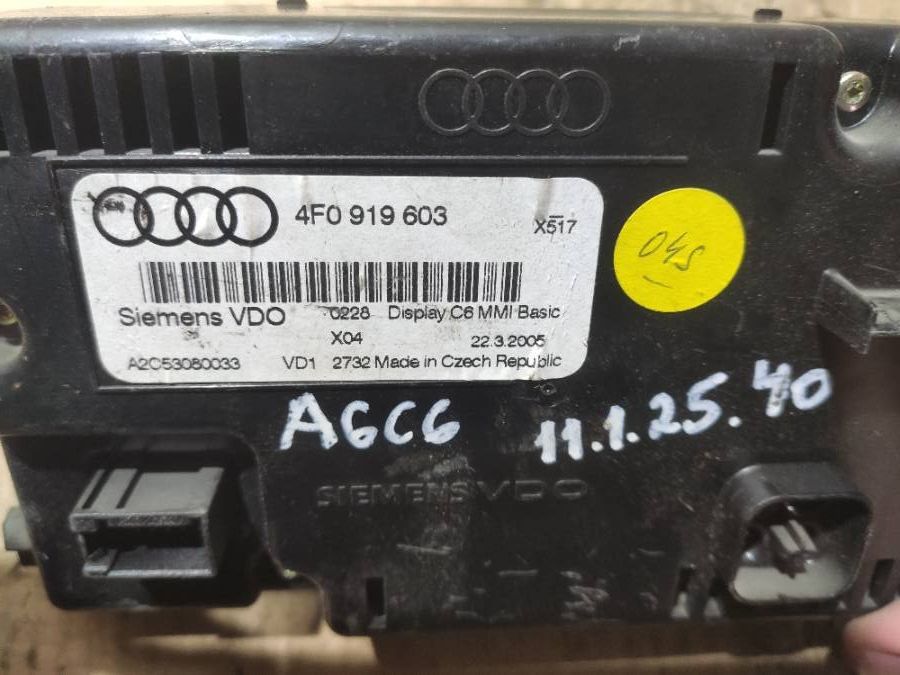 4F0 919 603
X517
Siemens VDO 0228 Display C6 MMI Basic
X04 22.3.2005
A2C53080033 VD1 2732 Made in Czech Republic
04S
A6C6 11.1.25.40
SIEMENS VDO